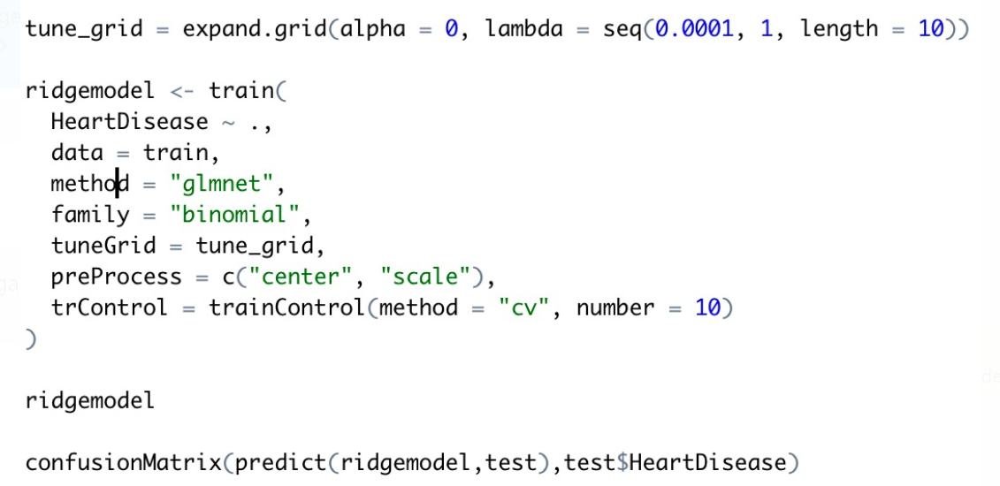 tune_grid = expand.grid(alpha = 0, lambda = seq(0.0001, 1, length = 10))
ridgemodel <- train(
HeartDisease ~ .,
data = train,
method = "glmnet",
family = "binomial",
tuneGrid = tune_grid,
preProcess = c("center", "scale"),
trControl = trainControl(method = "cv", number = 10)
)
ridgemodel
confusionMatrix(predict(ridgemodel,test),test$HeartDisease)